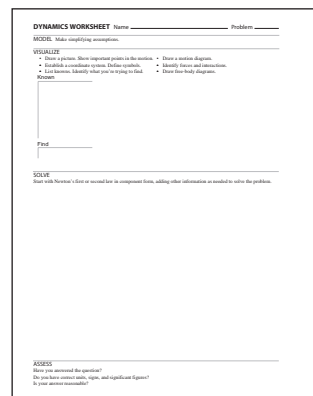 DYNAMICS WORKSHEET Name Problem
MODEL Make simplifying assumptions.
VISUALIZE
• Draw a picture. Show important points in the motion. • Draw a motion diagram.
• Establish a coordinate system. Define symbols. • Identify forces and interactions.
• List knowns. Identify what you’re trying to find. • Draw free-body diagrams.
Known
Find
SOLVE
Start with Newton’s first or second law in component form, adding other information as needed to solve the problem.
ASSESS
Have you answered the question?
Do you have correct units, signs, and significant figures?
Is your answer reasonable?